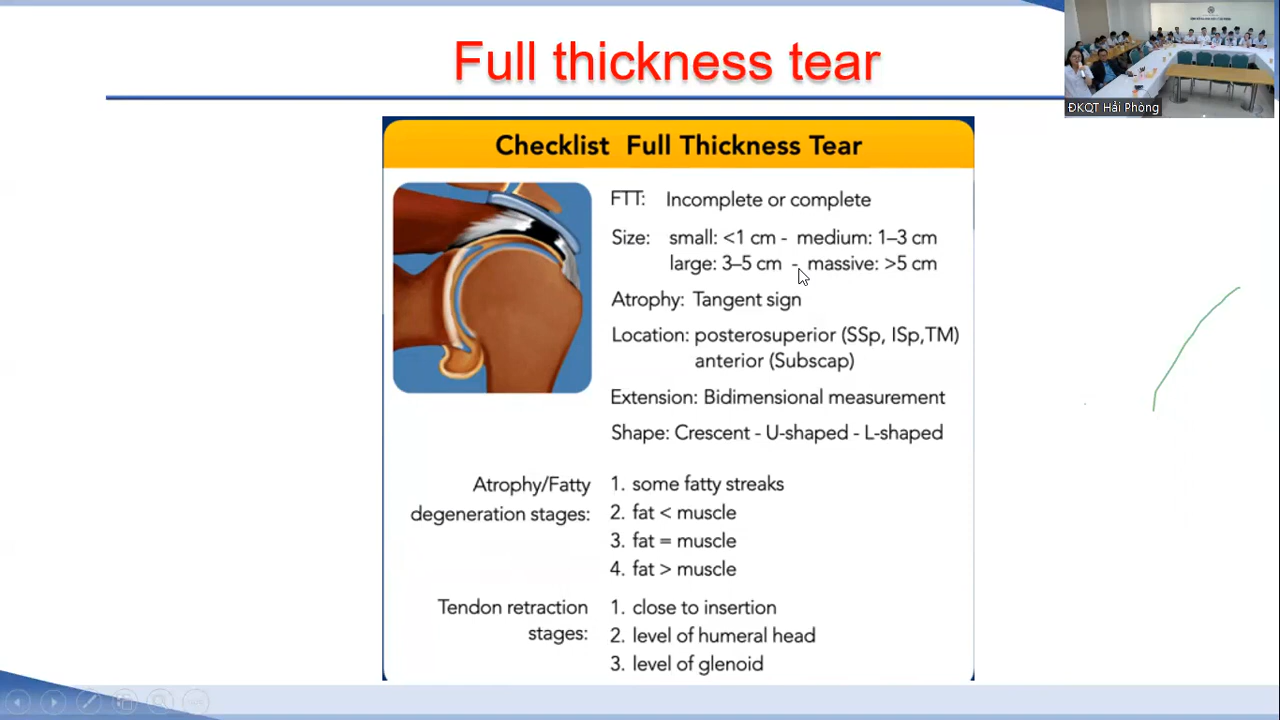 Full thickness tear
ĐKQT Hải Phòng
Checklist Full Thickness Tear
FTT: Incomplete or complete
Size: small: <1 cm - medium: 1–3 cm
large: 3–5 cm - massive: >5 cm
Atrophy: Tangent sign
Location: posterosuperior (SSp, ISp,TM)
anterior (Subscap)
Extension: Bidimensional measurement
Shape: Crescent - U-shaped - L-shaped
Atrophy/Fatty
degeneration stages:
1. some fatty streaks
2. fat < muscle
3. fat = muscle
4. fat > muscle
Tendon retraction
stages:
1. close to insertion
2. level of humeral head
3. level of glenoid